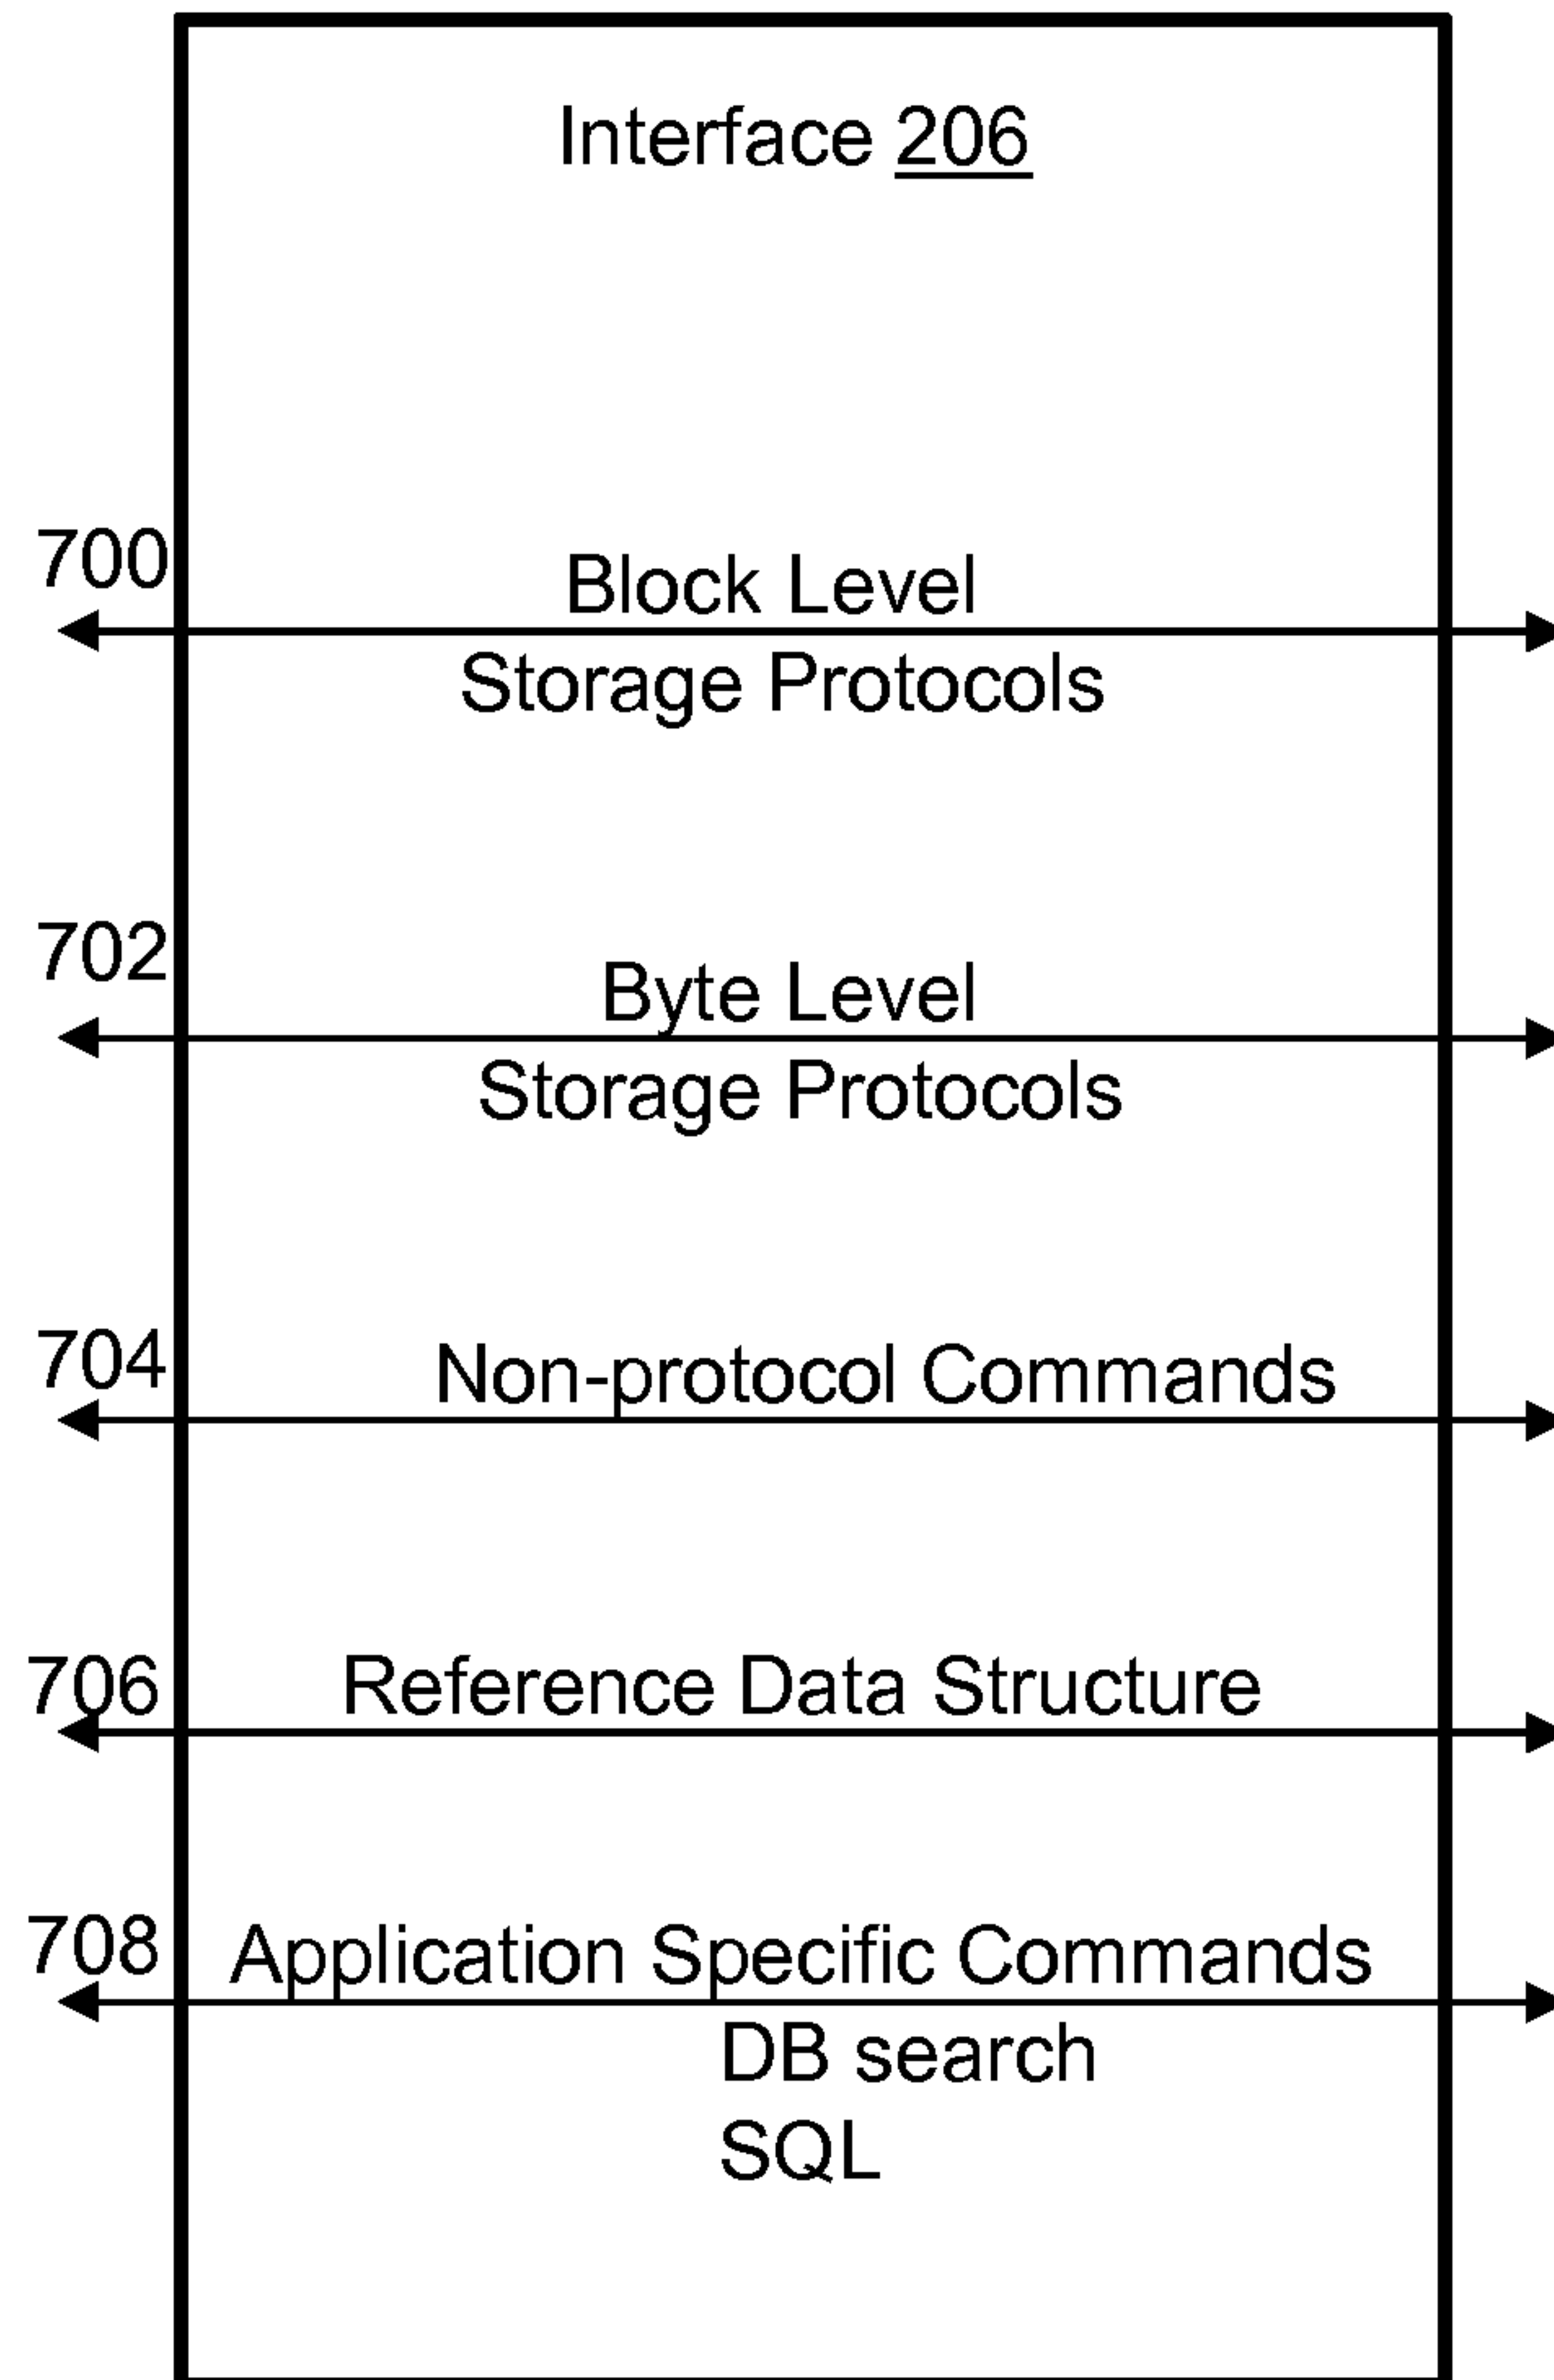 Interface 206
700
Block Level
Storage Protocols
702
Byte Level
Storage Protocols
704
Non-protocol Commands
706
Reference Data Structure
708
Application Specific Commands
DB search
SQL